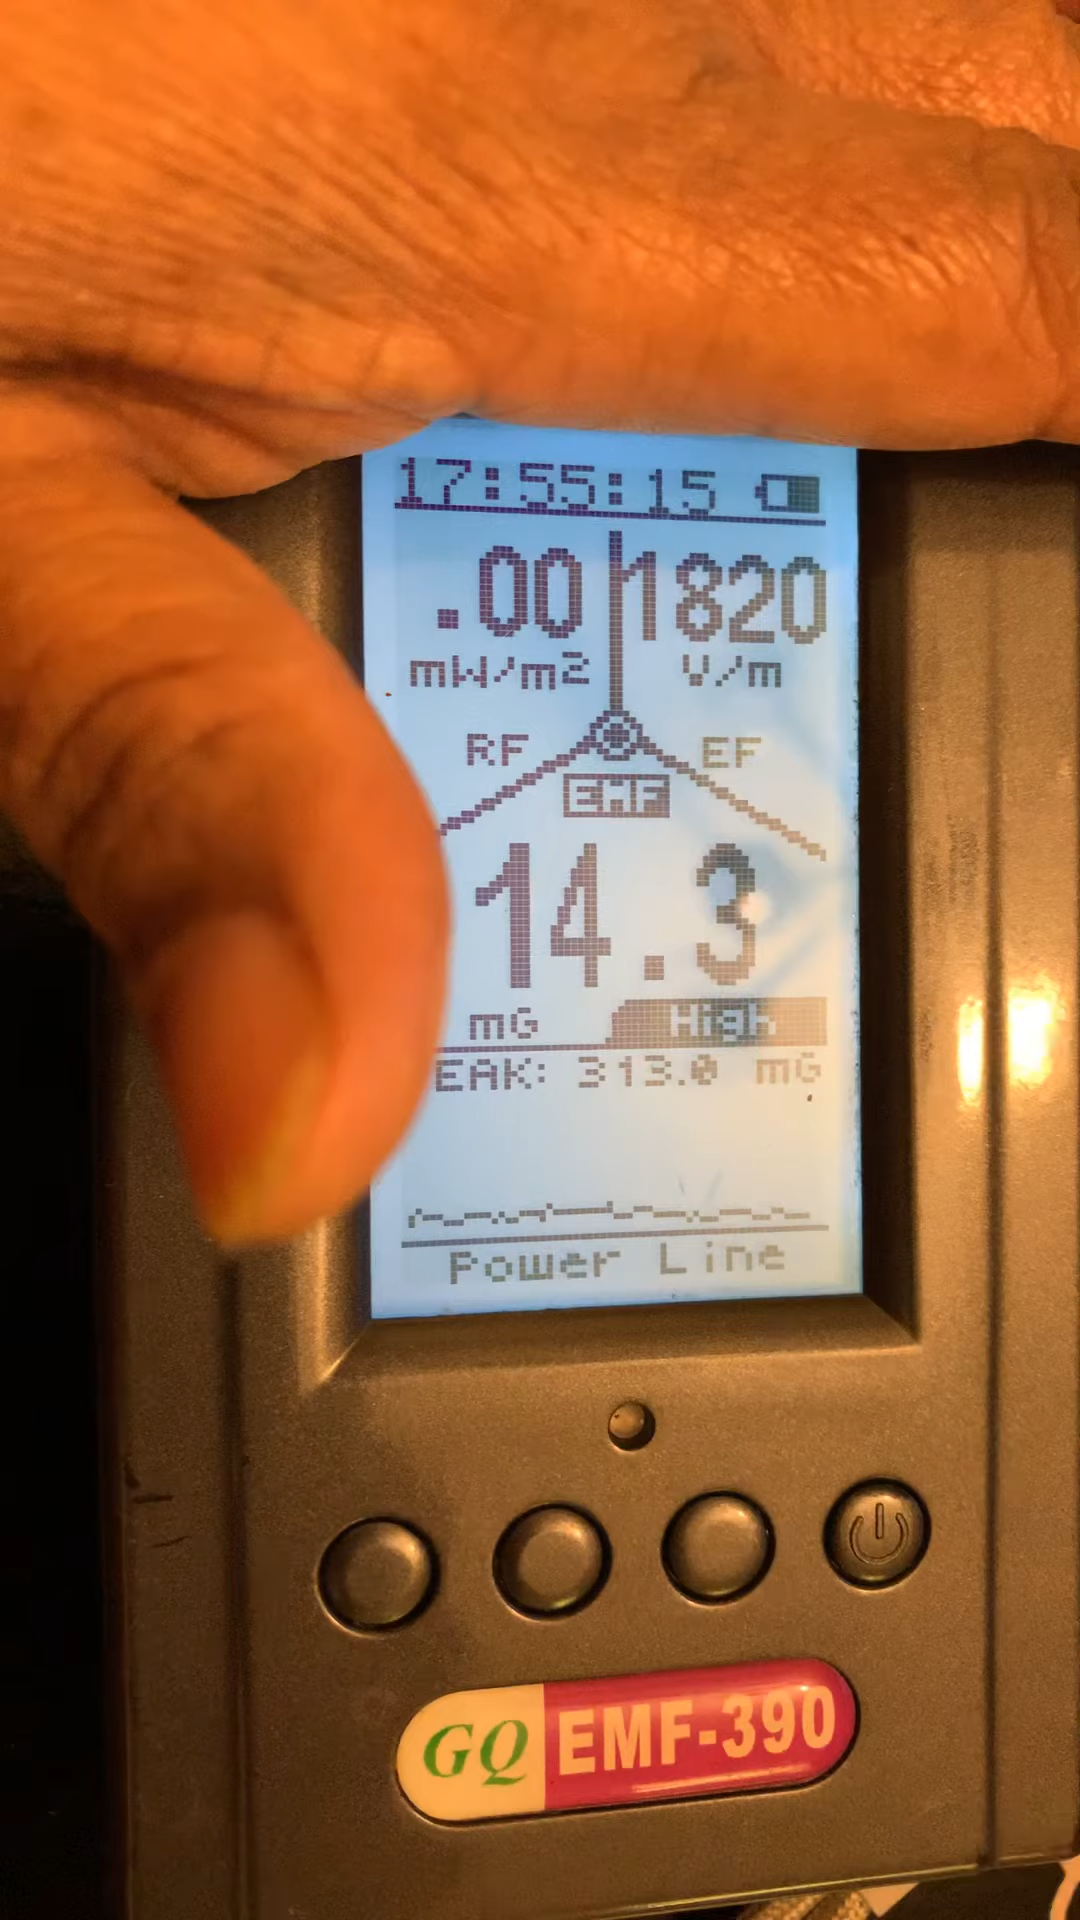 17:55:15
.00 1820
mW/m² V/m
RF EF
EMF
14.3
mG High
EAK: 313.0 mG
Power Line
GQ EMF-390